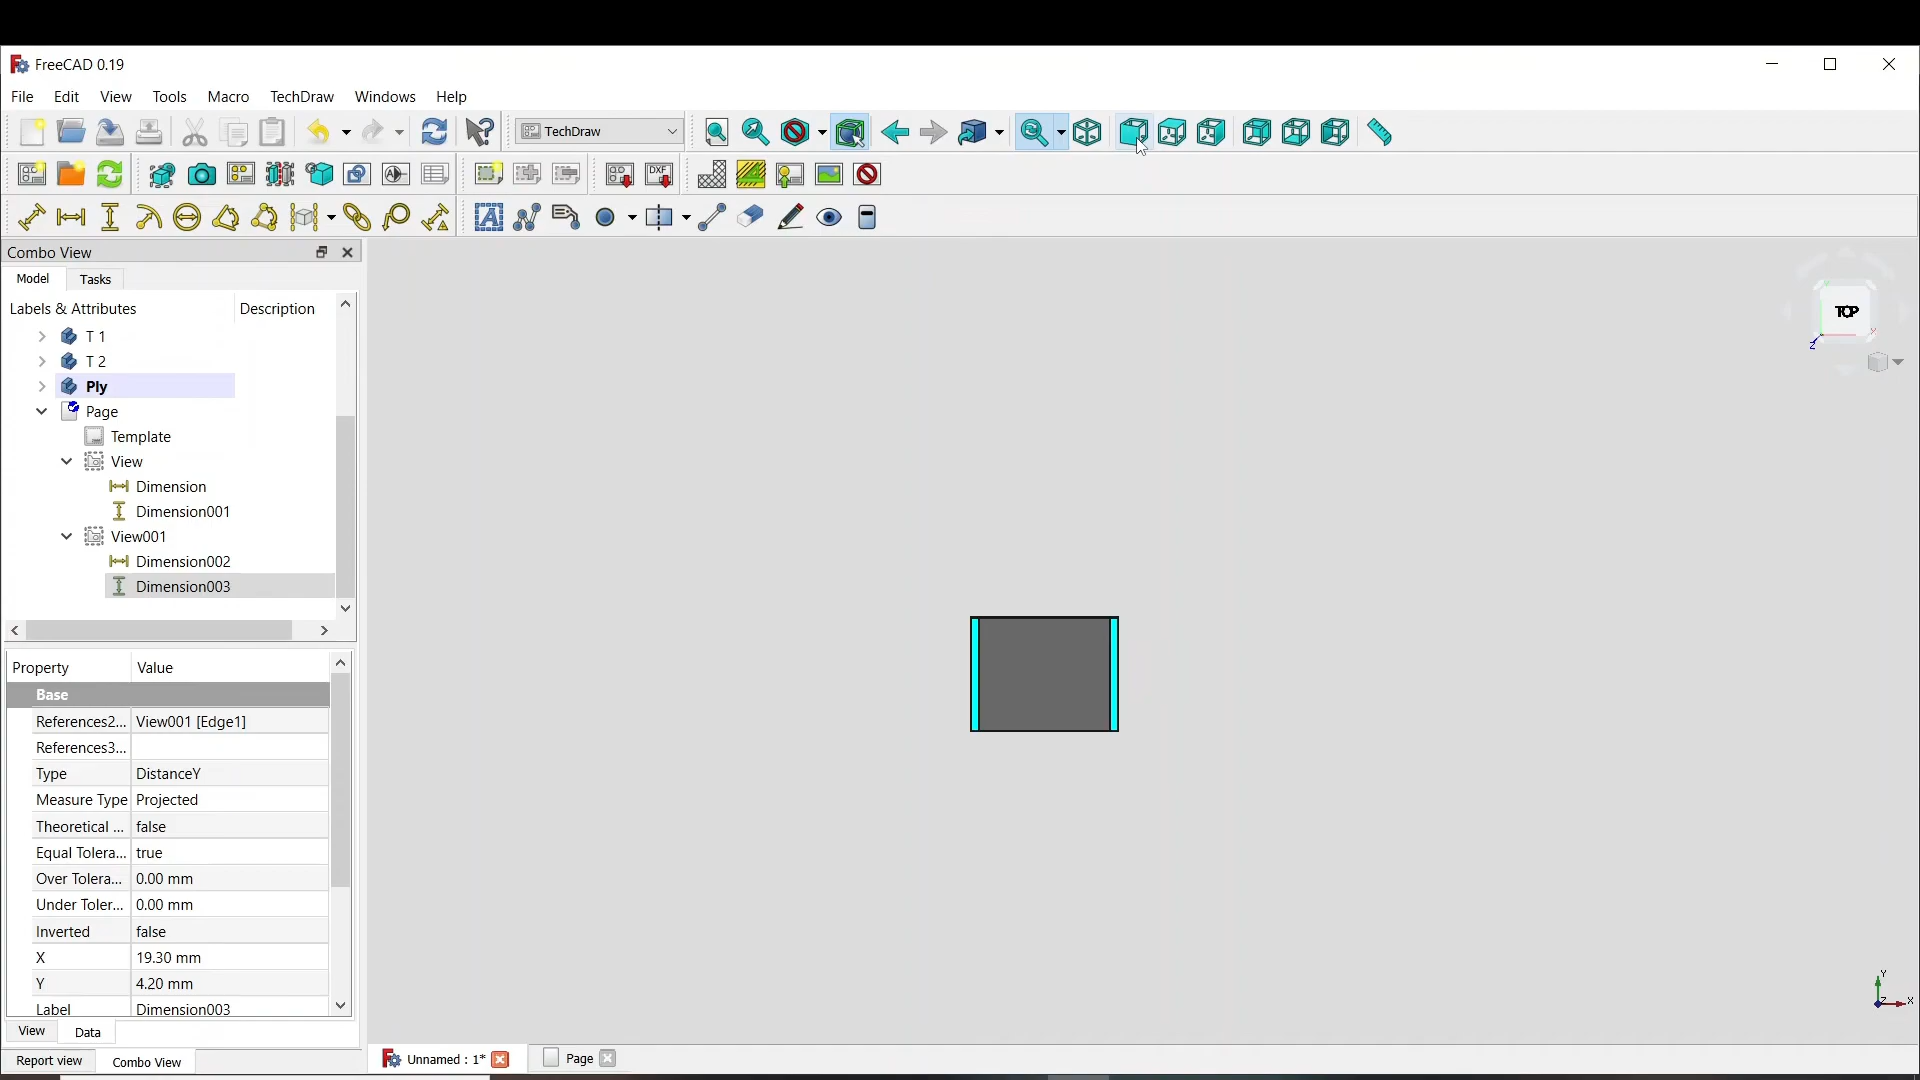 FreeCAD 0.19
File Edit View Tools Macro TechDraw Windows Help
TechDraw
DXF
Combo View
Model Tasks
Labels & Attributes Description
T 1
T 2
Ply
Page
Template
View
Dimension
Dimension001
View001
Dimension002
Dimension003
Property Value
Base
References2... View001 [Edge1]
References3...
Type DistanceY
Measure Type Projected
Theoretical ... false
Equal Tolera... true
Over Tolera... 0.00 mm
Under Toler... 0.00 mm
Inverted false
X 19.30 mm
Y 4.20 mm
Label Dimension003
View Data
Report view Combo View
Unnamed : 1* Page
TOP
Y
X
Z
Y
X
Z